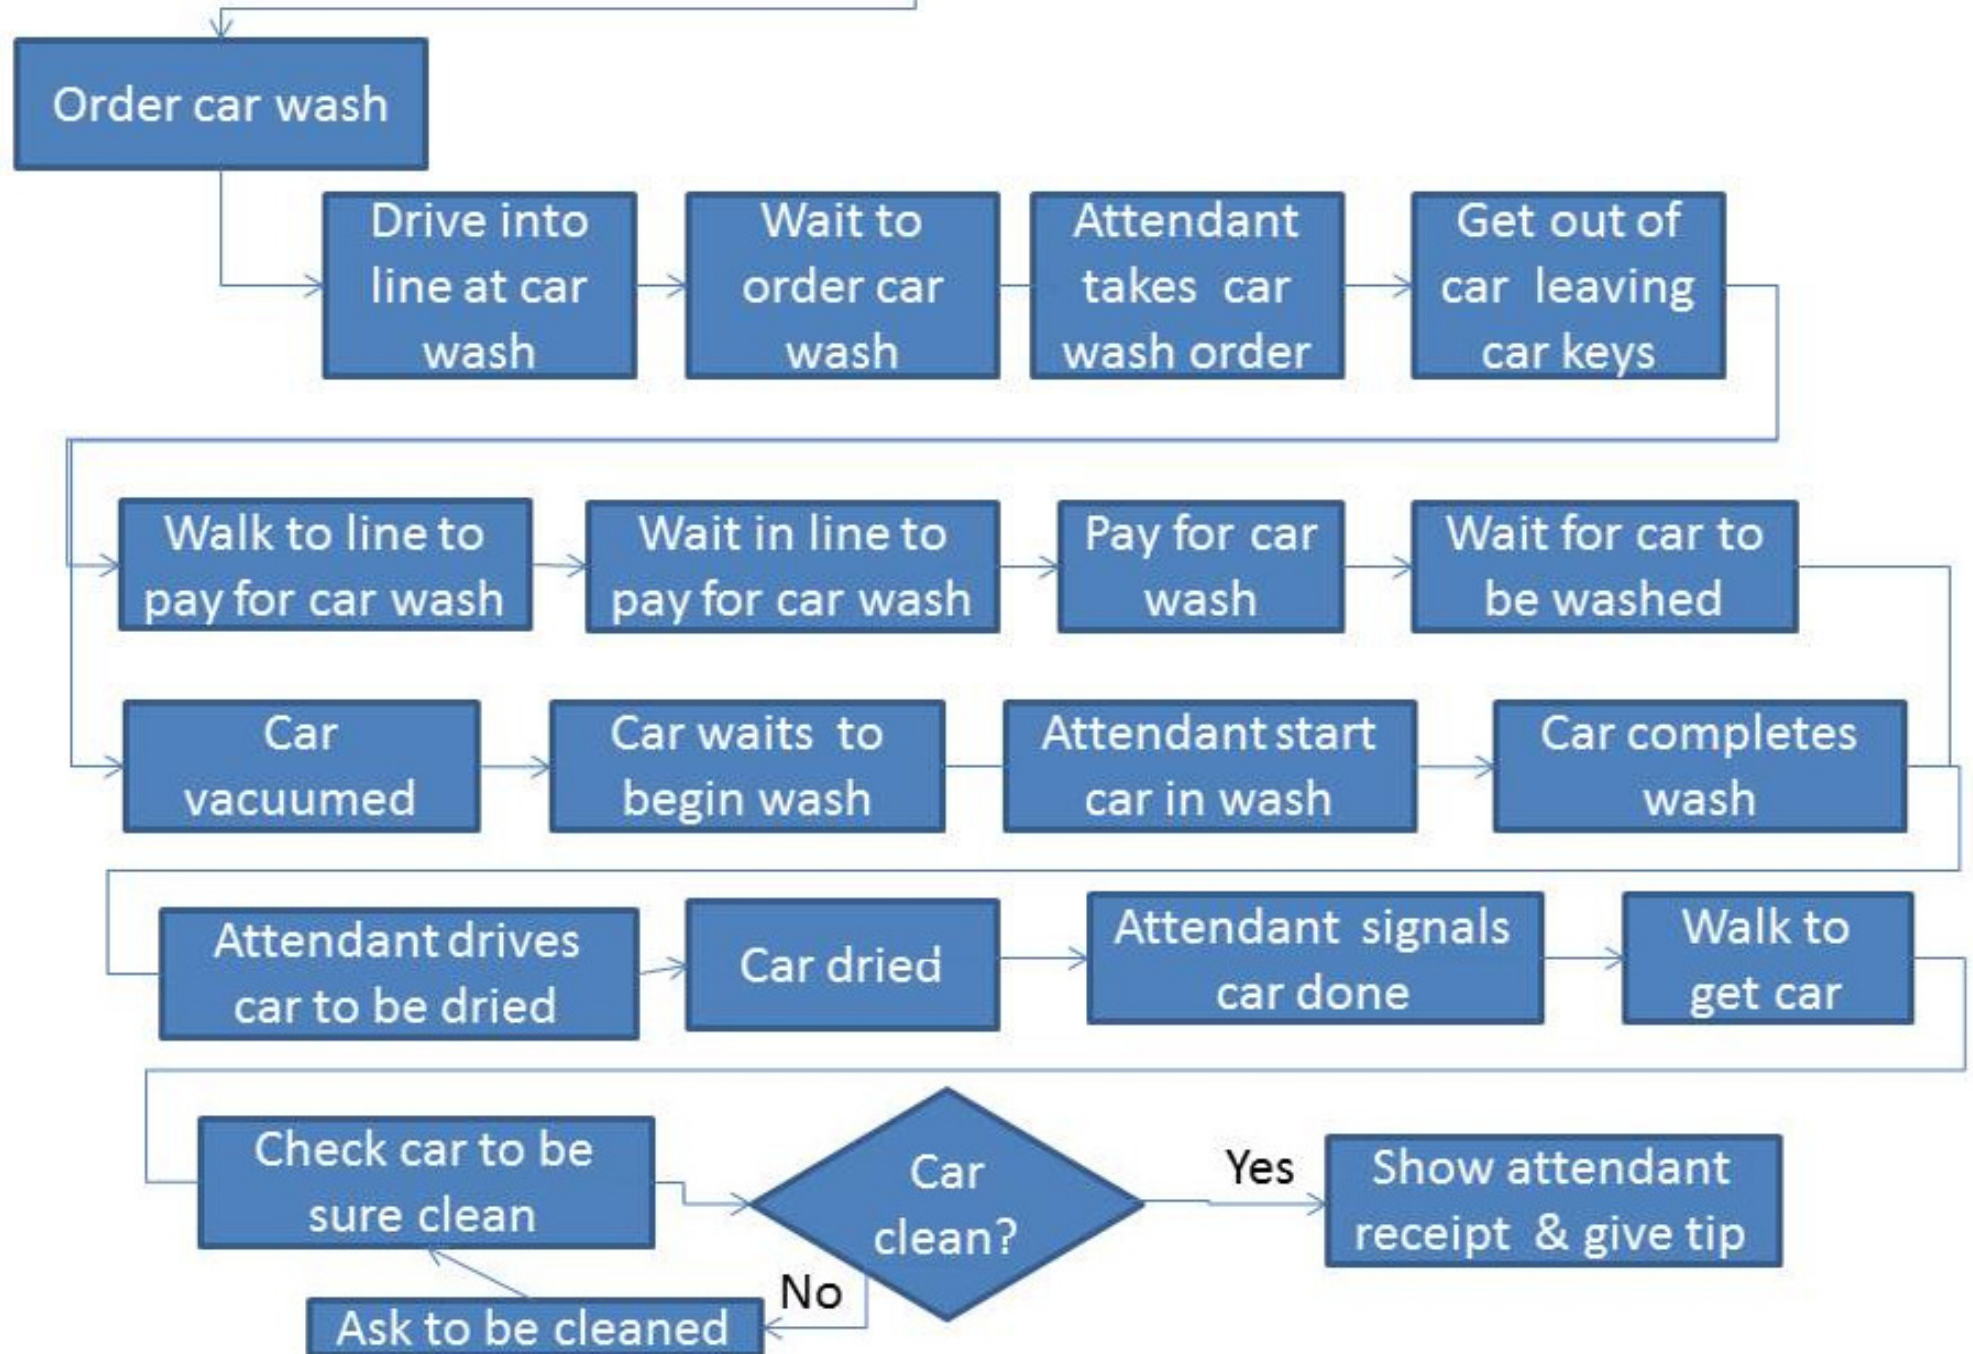 Order car wash
Drive into
line at car
wash
Wait to
order car
wash
Attendant
takes car
wash order
Get out of
car leaving
car keys
Walk to line to
pay for car wash
Wait in line to
pay for car wash
Pay for car
wash
Wait for car to
be washed
Car
vacuumed
Car waits to
begin wash
Attendant start
car in wash
Car completes
wash
Attendant drives
car to be dried
Car dried
Attendant signals
car done
Walk to
get car
Check car to be
sure clean
Car
clean?
Yes
Show attendant
receipt & give tip
No
Ask to be cleaned